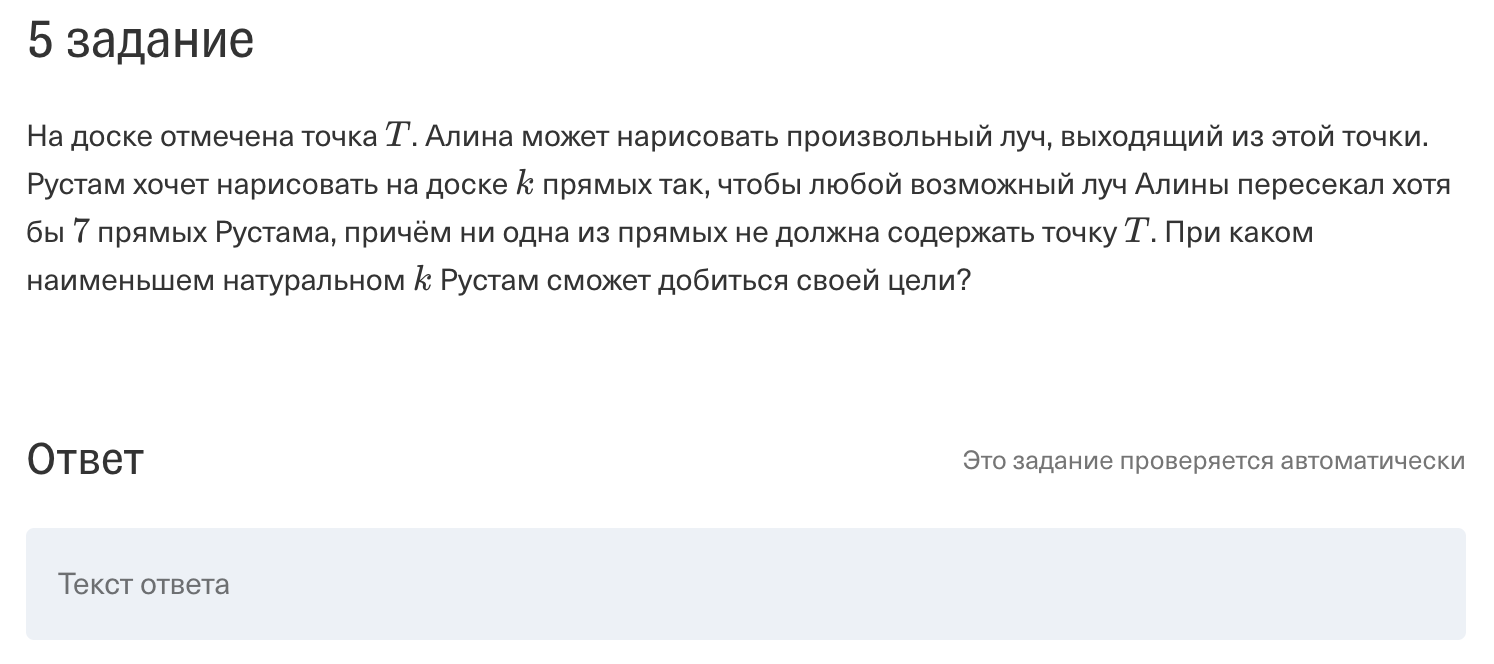 5 задание
На доске отмечена точка T. Алина может нарисовать произвольный луч, выходящий из этой точки.
Рустам хочет нарисовать на доске k прямых так, чтобы любой возможный луч Алины пересекал хотя
бы 7 прямых Рустама, причём ни одна из прямых не должна содержать точку T. При каком
наименьшем натуральном k Рустам сможет добиться своей цели?
Ответ
Это задание проверяется автоматически
Текст ответа